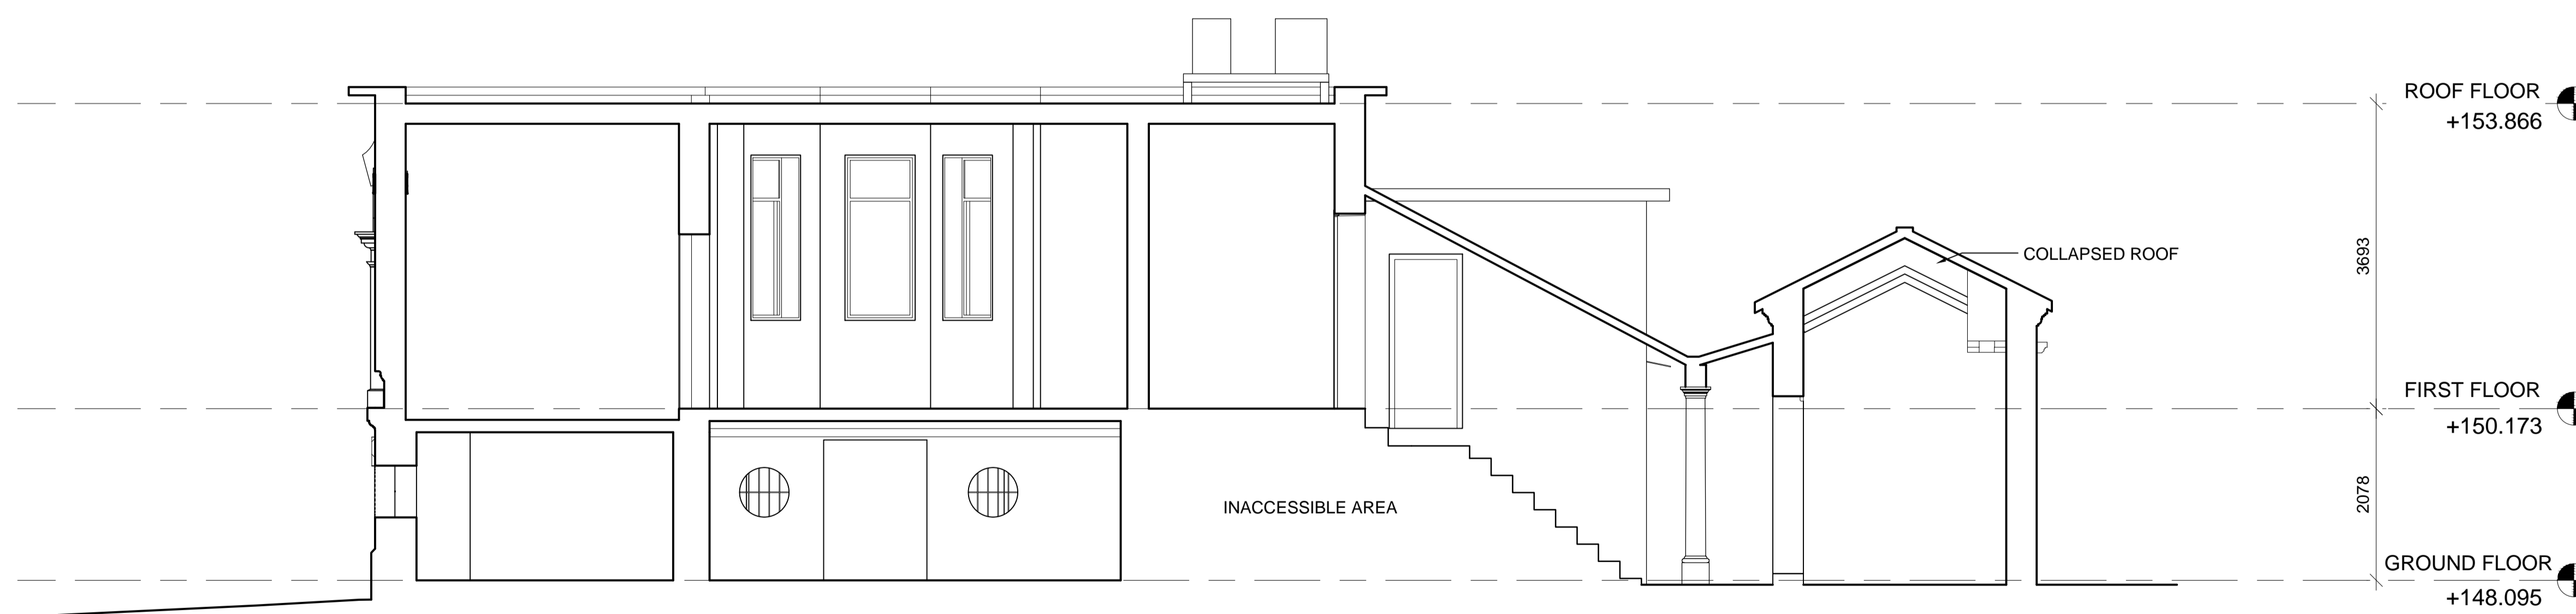 ROOF FLOOR
+153.866
COLLAPSED ROOF
3693
FIRST FLOOR
+150.173
INACCESSIBLE AREA
2078
GROUND FLOOR
+148.095